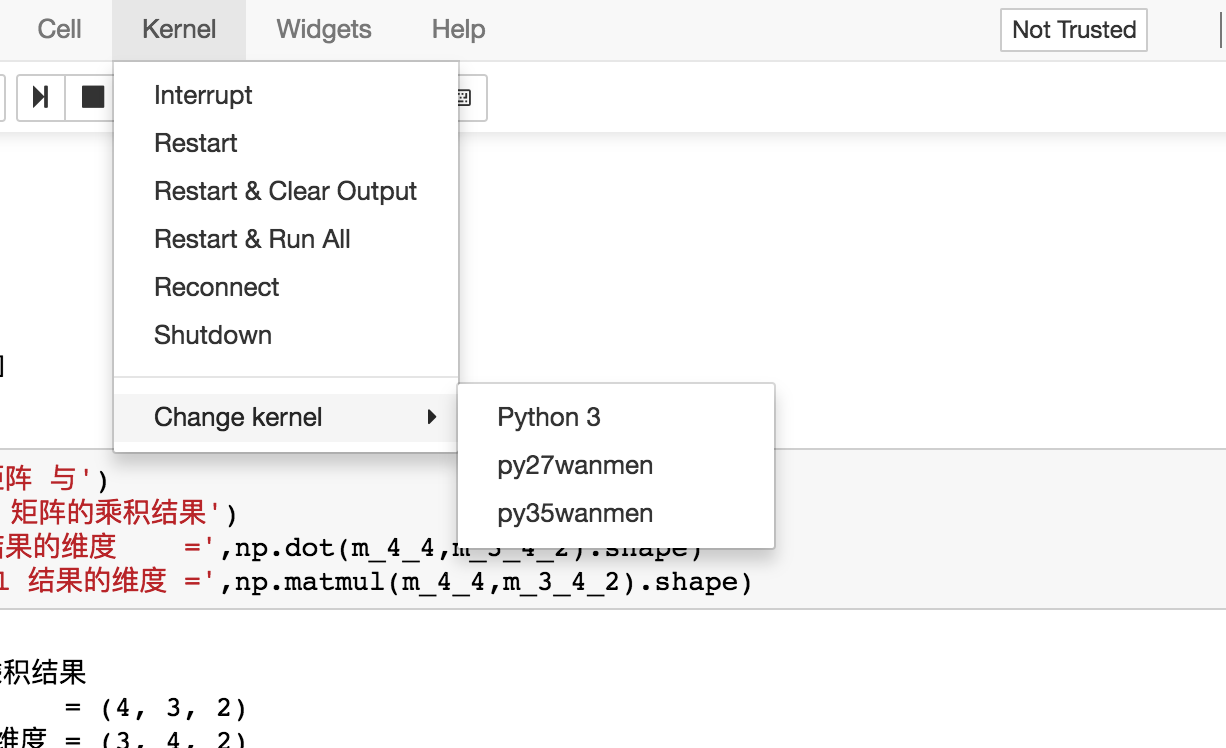 Cell Kernel Widgets Help Not Trusted
Interrupt
Restart
Restart & Clear Output
Restart & Run All
Reconnect
Shutdown
]
Change kernel
Python 3
py27wanmen
py35wanmen
矩阵 与')
矩阵的乘积结果')
结果的维度 =',np.dot(m_4_4,m_3_4_2).shape)
l 结果的维度 =',np.matmul(m_4_4,m_3_4_2).shape)
乘积结果
= (4, 3, 2)
维度 = (3, 4, 2)